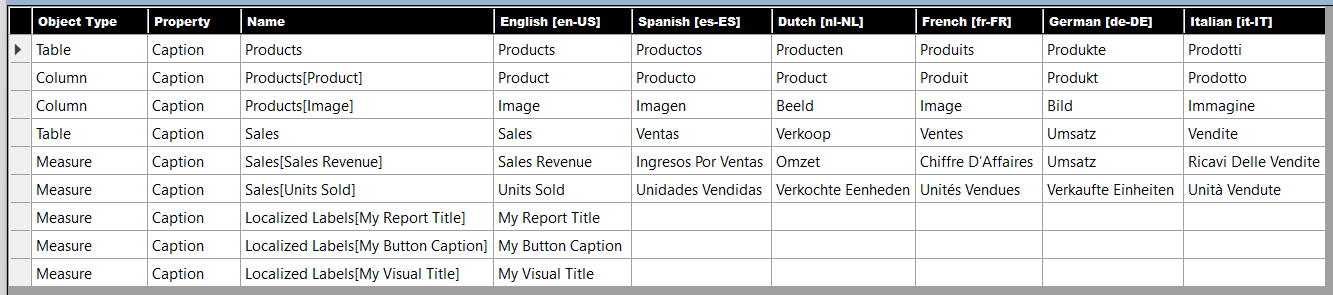 Object Type Property Name English [en-US] Spanish [es-ES] Dutch [nl-NL] French [fr-FR] German [de-DE] Italian [it-IT]
Table Caption Products Products Productos Producten Produits Produkte Prodotti
Column Caption Products[Product] Product Producto Product Produit Produkt Prodotto
Column Caption Products[Image] Image Imagen Beeld Image Bild Immagine
Table Caption Sales Sales Ventas Verkoop Ventes Umsatz Vendite
Measure Caption Sales[Sales Revenue] Sales Revenue Ingresos Por Ventas Omzet Chiffre D'Affaires Umsatz Ricavi Delle Vendite
Measure Caption Sales[Units Sold] Units Sold Unidades Vendidas Verkochte Eenheden Unités Vendues Verkaufte Einheiten Unità Vendute
Measure Caption Localized Labels[My Report Title] My Report Title
Measure Caption Localized Labels[My Button Caption] My Button Caption
Measure Caption Localized Labels[My Visual Title] My Visual Title